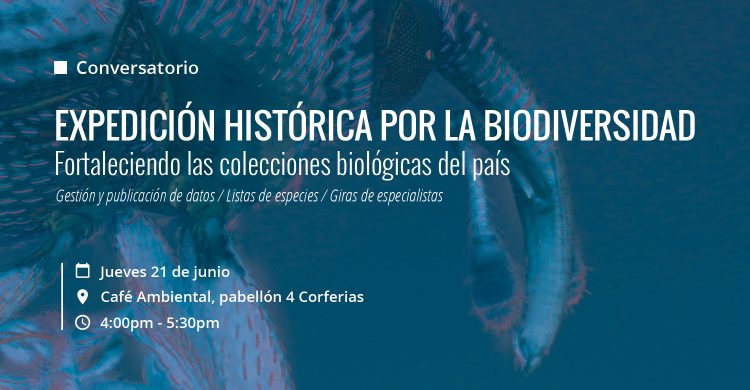 Conversatorio
EXPEDICIÓN HISTÓRICA POR LA BIODIVERSIDAD
Fortaleciendo las colecciones biológicas del país
Gestión y publicación de datos / Listas de especies / Giras de especialistas
Jueves 21 de junio
Café Ambiental, pabellón 4 Corferias
4:00pm - 5:30pm